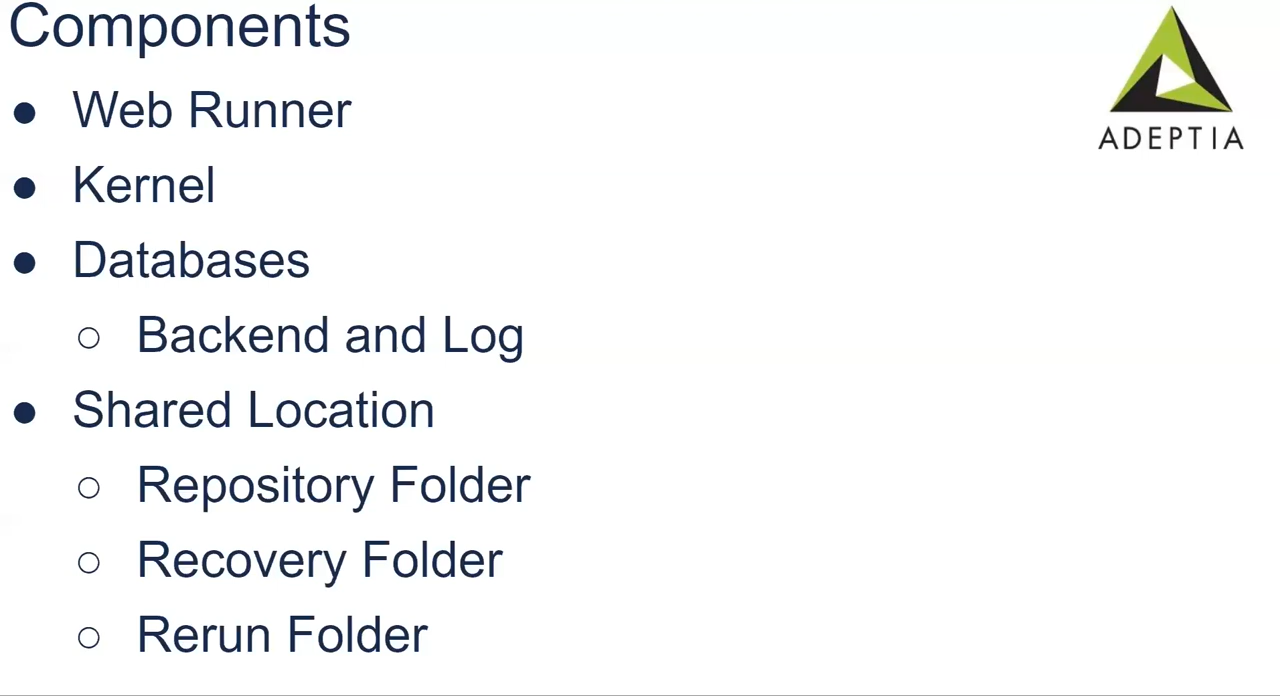 Components
● Web Runner
● Kernel
● Databases
○ Backend and Log
● Shared Location
○ Repository Folder
○ Recovery Folder
○ Rerun Folder
ADEPTIA